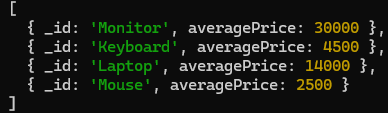 [
  { _id: 'Monitor', averagePrice: 30000 },
  { _id: 'Keyboard', averagePrice: 4500 },
  { _id: 'Laptop', averagePrice: 14000 },
  { _id: 'Mouse', averagePrice: 2500 }
]